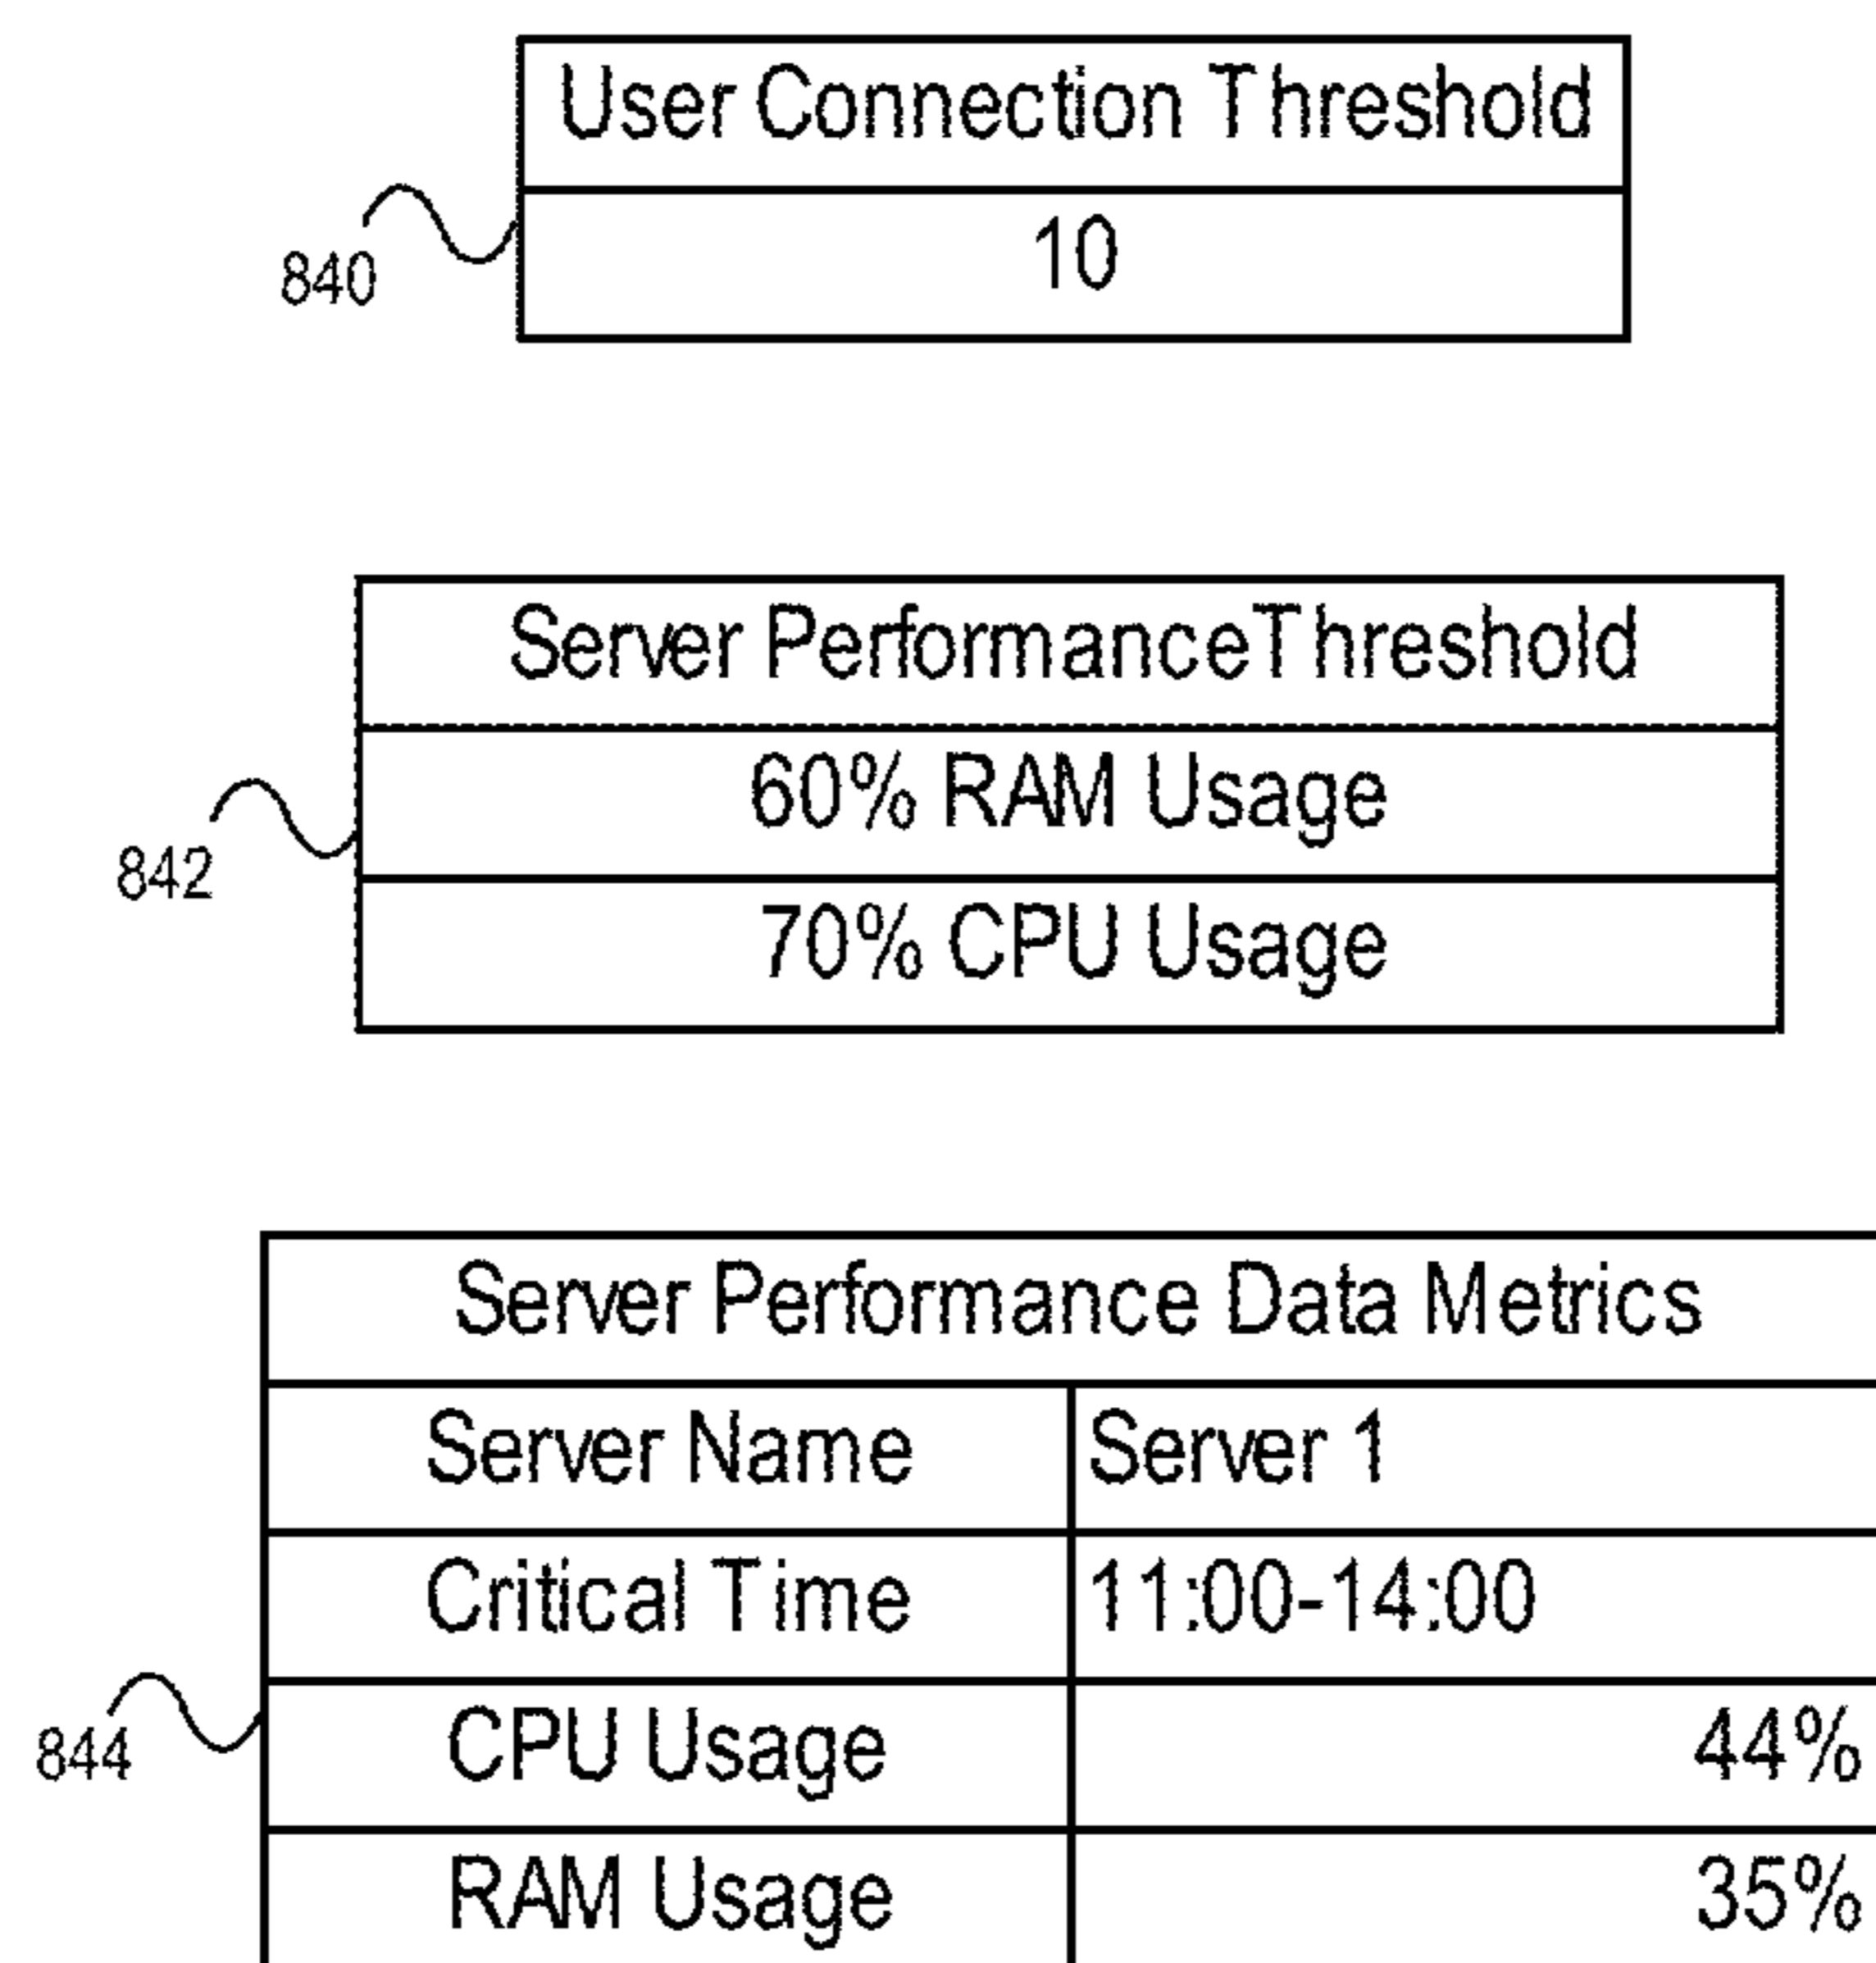 User Connection Threshold
10
840
Server PerformanceThreshold
60% RAM Usage
70% CPU Usage
842
Server Performance Data Metrics
Server Name Server 1
Critical Time 11:00-14:00
CPU Usage 44%
844
RAM Usage 35%